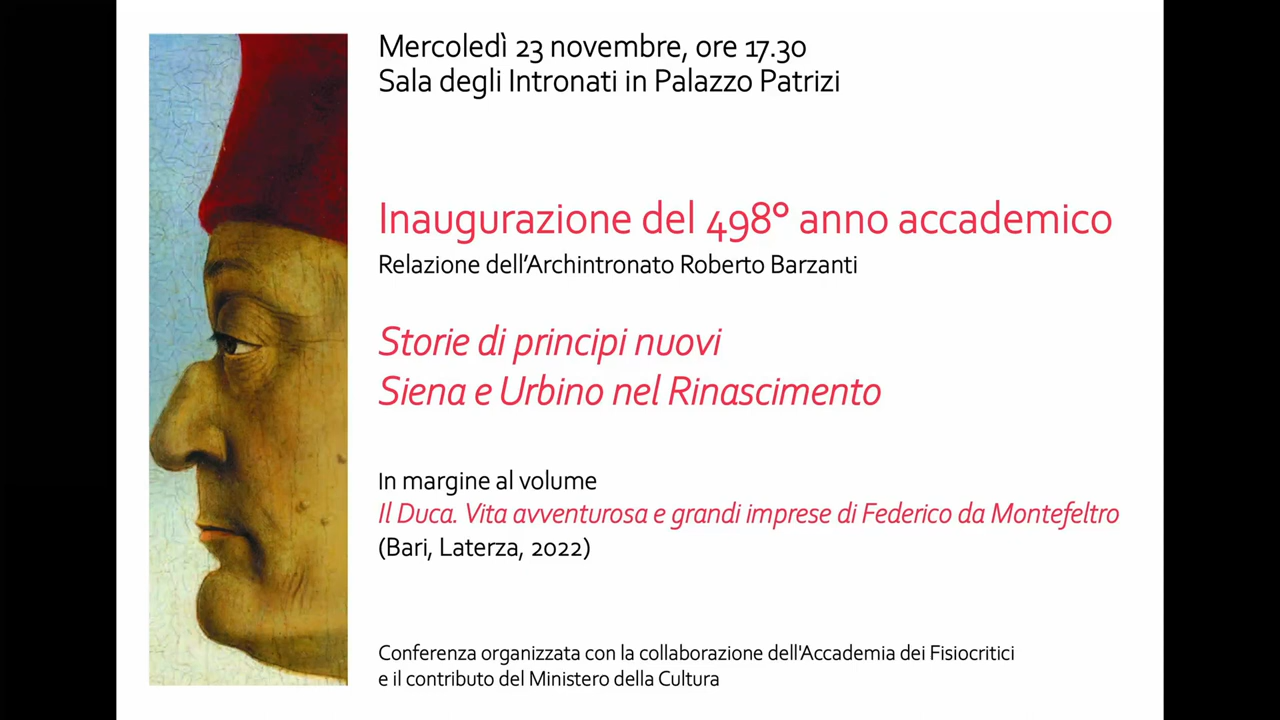 Mercoledì 23 novembre, ore 17.30
Sala degli Intronati in Palazzo Patrizi
Inaugurazione del 498° anno accademico
Relazione dell'Archintronato Roberto Barzanti
Storie di principi nuovi
Siena e Urbino nel Rinascimento
In margine al volume
Il Duca. Vita avventurosa e grandi imprese di Federico da Montefeltro
(Bari, Laterza, 2022)
Conferenza organizzata con la collaborazione dell'Accademia dei Fisiocritici
e il contributo del Ministero della Cultura